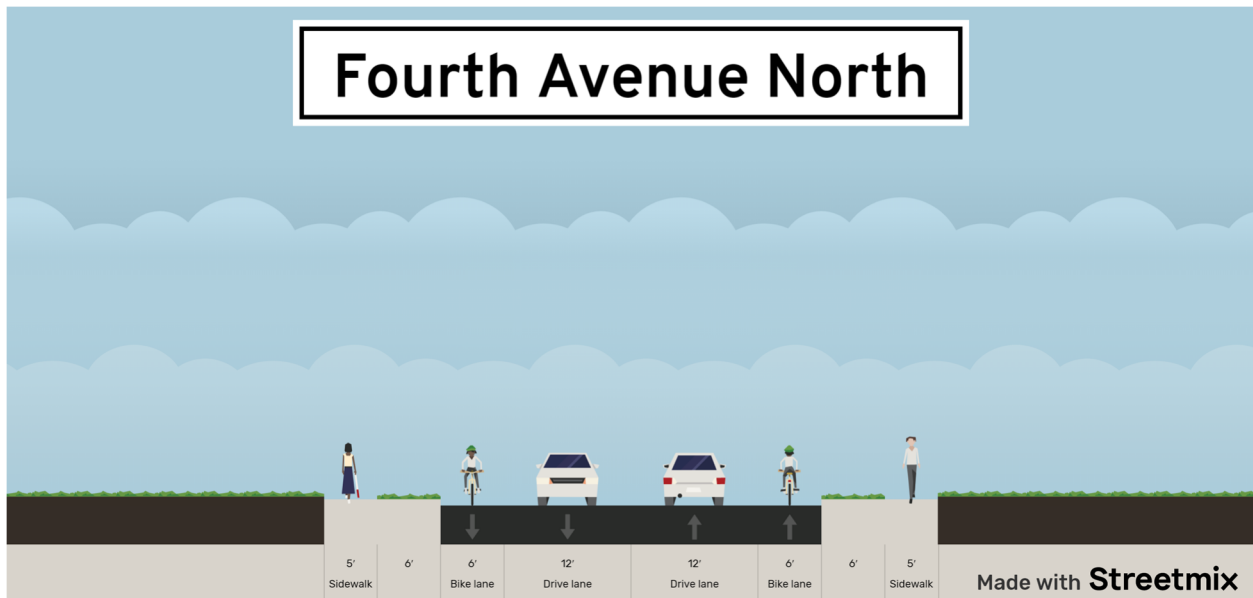 Fourth Avenue North
5′ 6′ 6′ 12′ 12′ 6′ 6′ 5′
Sidewalk Bike lane Drive lane Drive lane Bike lane Sidewalk
Made with Streetmix